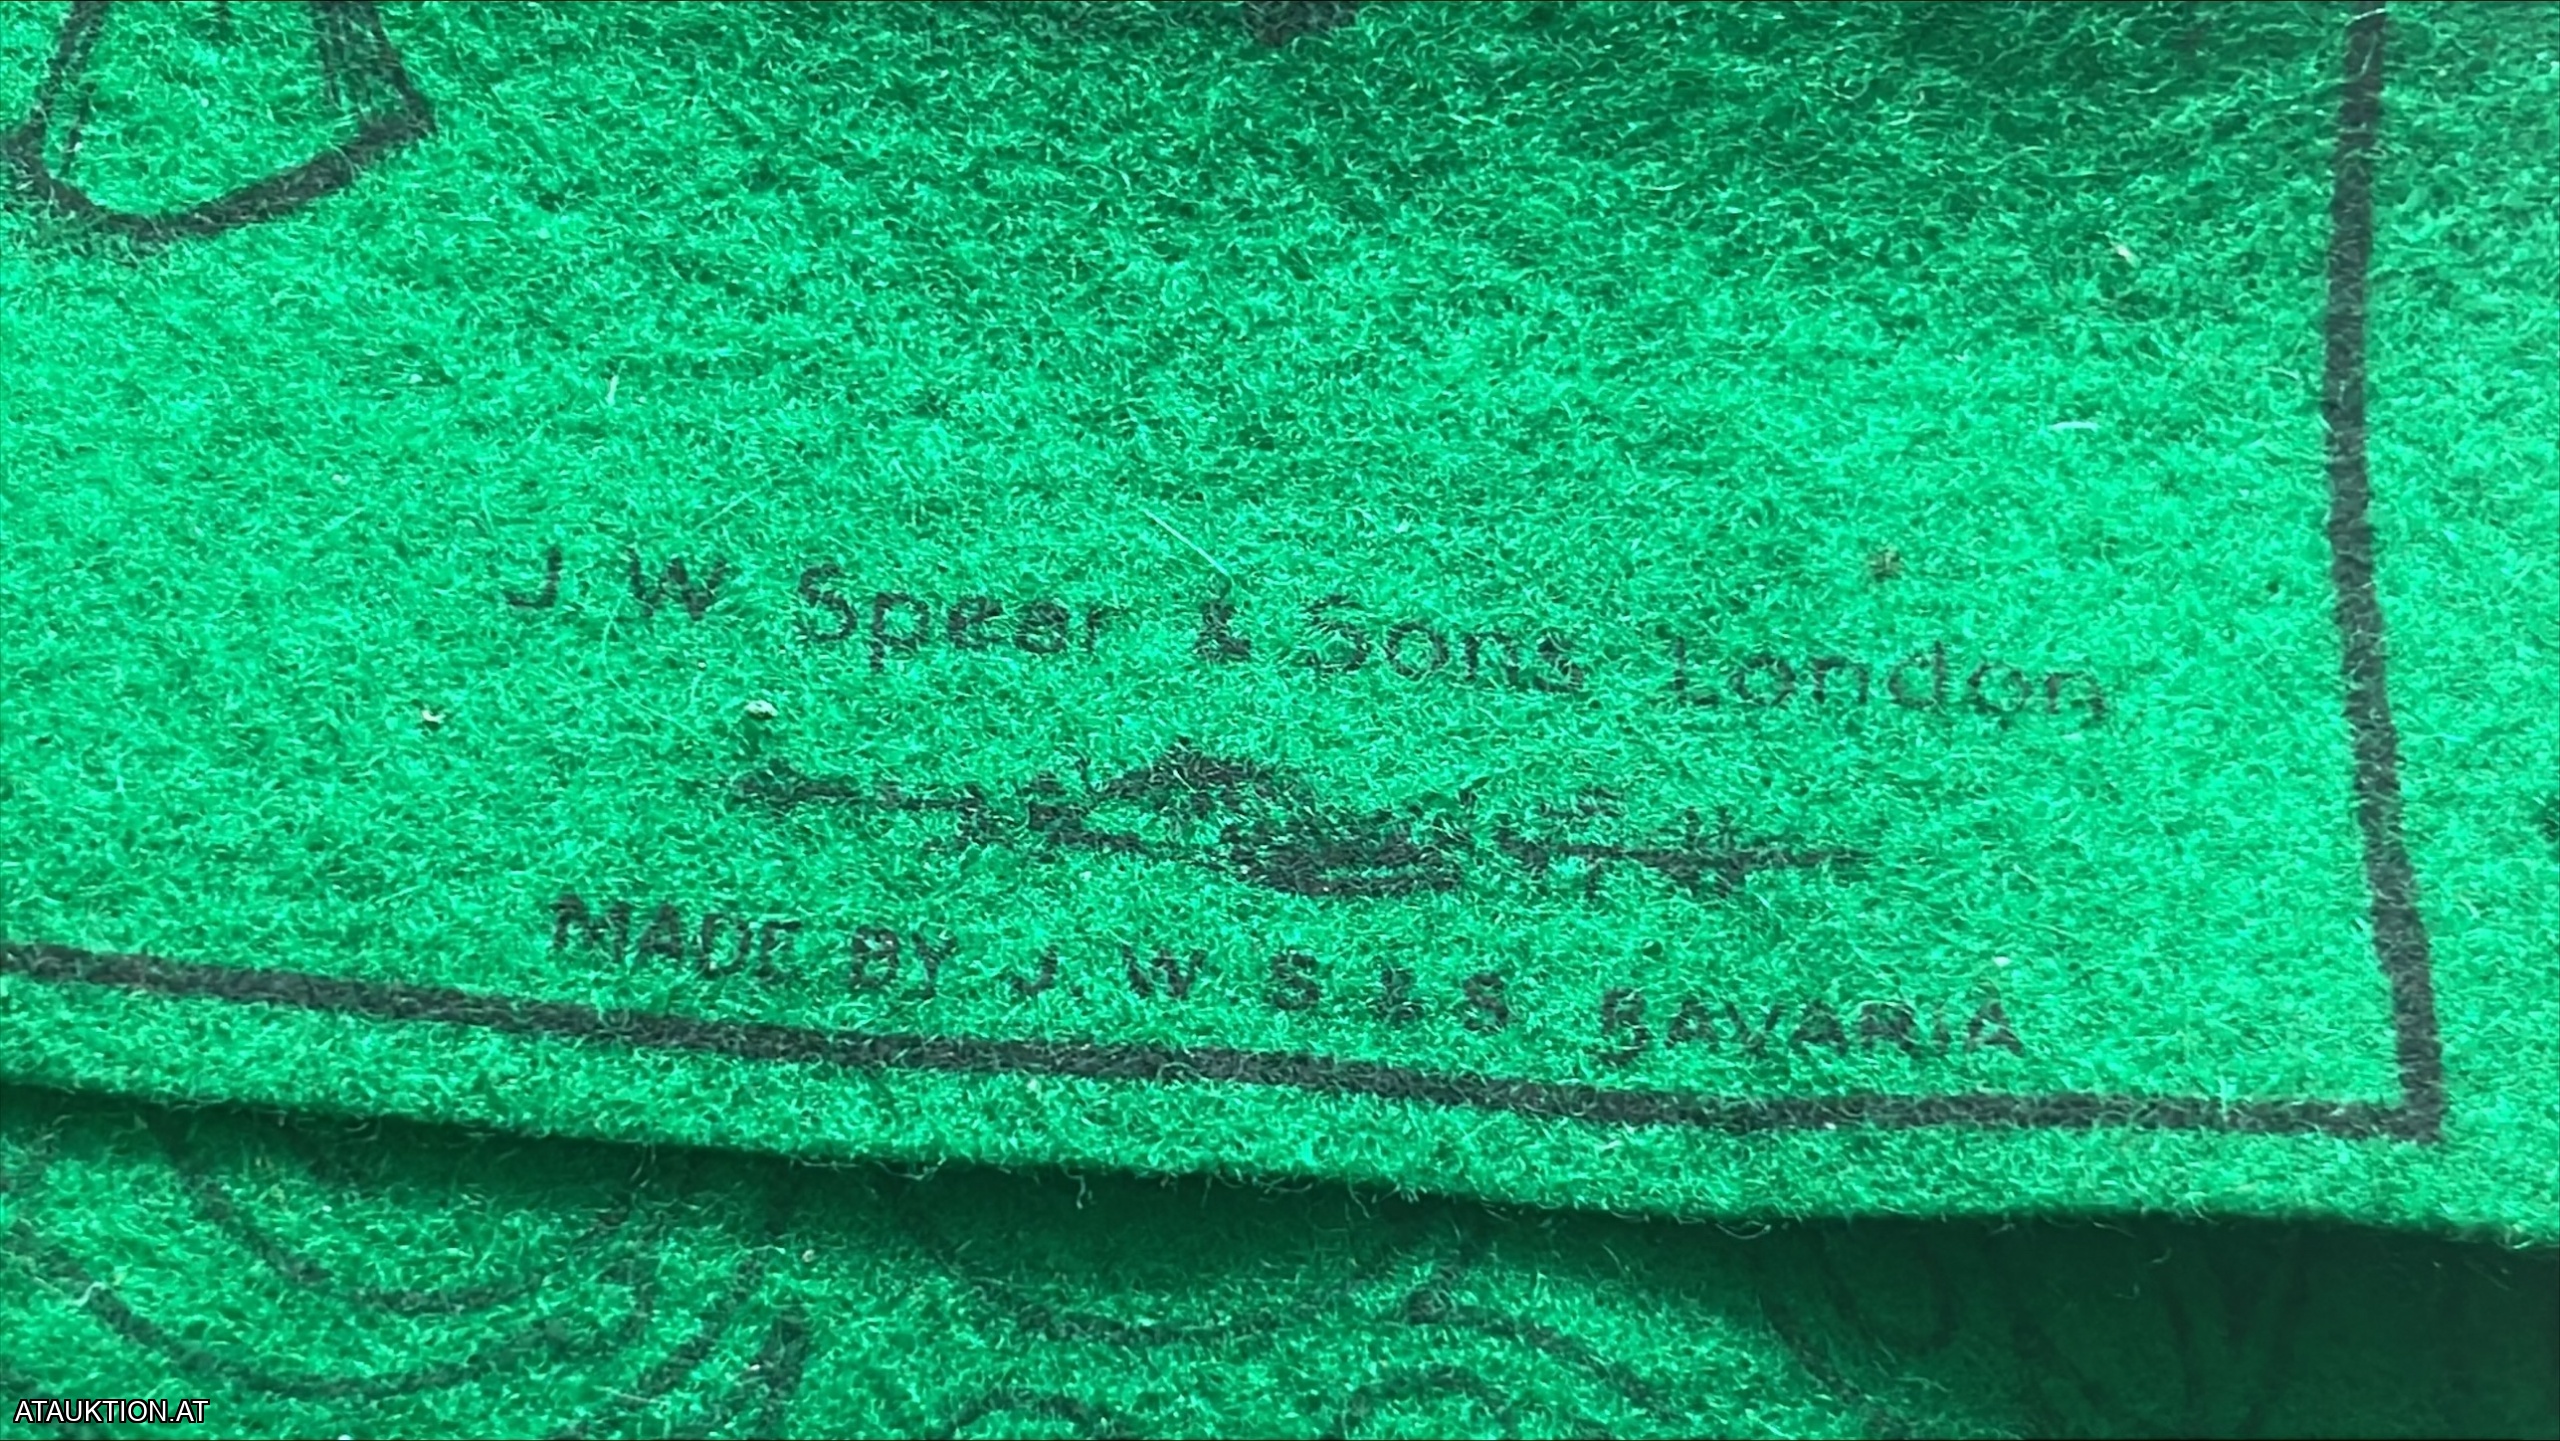 J W Spear & Sons London
MADE BY J. W. S. & S. BAVARIA
ATAUKTION.AT